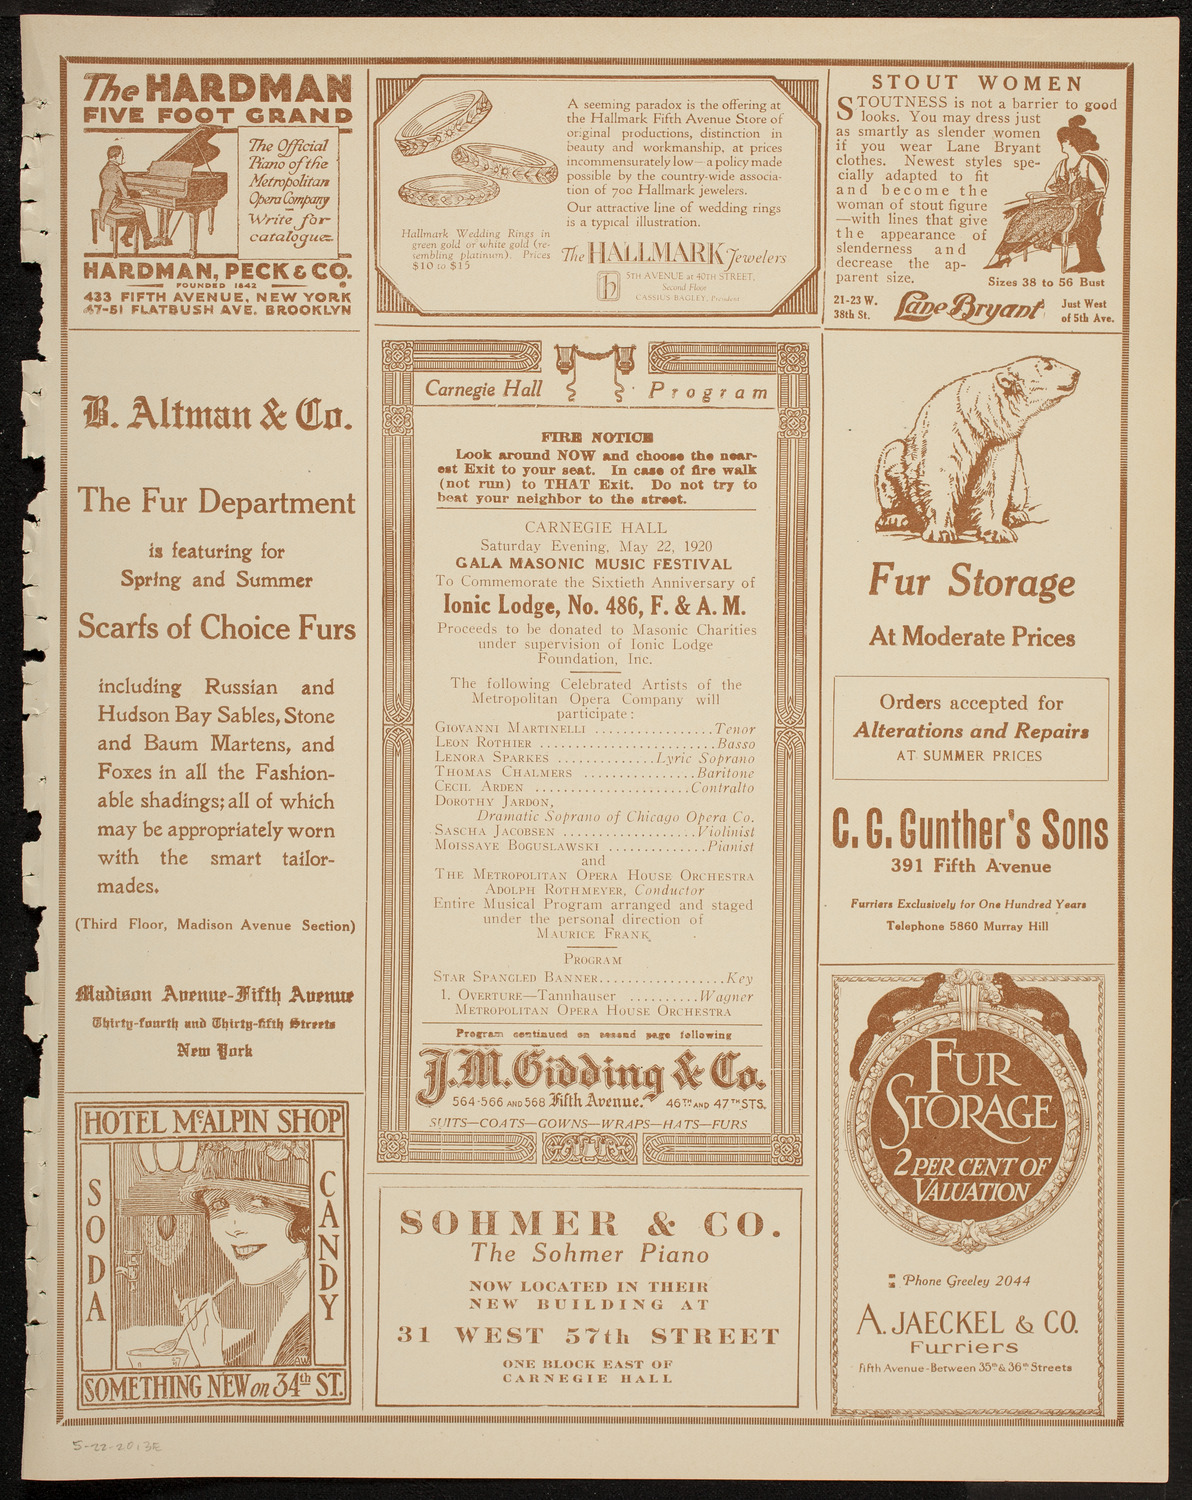 The HARDMAN
FIVE FOOT GRAND
The Official
Piano of the
Metropolitan
Opera Company
Write for
catalogue.
HARDMAN, PECK & CO.
FOUNDED 1842
433 FIFTH AVENUE, NEW YORK
47-51 FLATBUSH AVE. BROOKLYN
A seeming paradox is the offering at
the Hallmark Fifth Avenue Store of
original productions, distinction in
beauty and workmanship, at prices
incommensurately low—a policy made
possible by the country-wide associa-
tion of 700 Hallmark jewelers.
Our attractive line of wedding rings
is a typical illustration.
Hallmark Wedding Rings in
green gold or white gold (re-
sembling platinum). Prices
$10 to $15
The HALLMARK Jewelers
h
5TH AVENUE at 40TH STREET,
Second Floor
CASSIUS BAGLEY, President
STOUT WOMEN
STOUTNESS is not a barrier to good
looks. You may dress just
as smartly as slender women
if you wear Lane Bryant
clothes. Newest styles spe-
cially adapted to fit
and become the
woman of stout figure
—with lines that give
the appearance of
slenderness and
decrease the ap-
parent size.
Sizes 38 to 56 Bust
21-23 W.
38th St.
Lane Bryant
Just West
of 5th Ave.
B. Altman & Co.
The Fur Department
is featuring for
Spring and Summer
Scarfs of Choice Furs
including Russian and
Hudson Bay Sables, Stone
and Baum Martens, and
Foxes in all the Fashion-
able shadings; all of which
may be appropriately worn
with the smart tailor-
mades.
(Third Floor, Madison Avenue Section)
Madison Avenue-Fifth Avenue
Thirty-fourth and Thirty-fifth Streets
New York
HOTEL McALPIN SHOP
SODA
CANDY
AW
SOMETHING NEW on 34th ST.
Carnegie Hall Program
FIRE NOTICE
Look around NOW and choose the near-
est Exit to your seat. In case of fire walk
(not run) to THAT Exit. Do not try to
beat your neighbor to the street.
CARNEGIE HALL
Saturday Evening, May 22, 1920
GALA MASONIC MUSIC FESTIVAL
To Commemorate the Sixtieth Anniversary of
Ionic Lodge, No. 486, F. & A. M.
Proceeds to be donated to Masonic Charities
under supervision of Ionic Lodge
Foundation, Inc.
The following Celebrated Artists of the
Metropolitan Opera Company will
participate:
GIOVANNI MARTINELLI .................Tenor
LEON ROTHIER .........................Basso
LENORA SPARKES ..............Lyric Soprano
THOMAS CHALMERS ................Baritone
CECIL ARDEN ......................Contralto
DOROTHY JARDON,
Dramatic Soprano of Chicago Opera Co.
SASCHA JACOBSEN ...................Violinist
MOISSAYE BOGUSLAWSKI ..............Pianist
and
THE METROPOLITAN OPERA HOUSE ORCHESTRA
ADOLPH ROTHMEYER, Conductor
Entire Musical Program arranged and staged
under the personal direction of
MAURICE FRANK
PROGRAM
STAR SPANGLED BANNER..................Key
1. OVERTURE—Tannhauser ..........Wagner
METROPOLITAN OPERA HOUSE ORCHESTRA
Program continued on second page following
J.M. Gidding & Co.
564-566 AND 568 Fifth Avenue. 46TH AND 47TH STS.
SUITS—COATS—GOWNS—WRAPS—HATS—FURS
SOHMER & CO.
The Sohmer Piano
NOW LOCATED IN THEIR
NEW BUILDING AT
31 WEST 57th STREET
ONE BLOCK EAST OF
CARNEGIE HALL
Fur Storage
At Moderate Prices
Orders accepted for
Alterations and Repairs
AT SUMMER PRICES
C. G. Gunther's Sons
391 Fifth Avenue
Furriers Exclusively for One Hundred Years
Telephone 5860 Murray Hill
FUR
STORAGE
2 PER CENT OF
VALUATION
'Phone Greeley 2044
A. JAECKEL & CO.
Furriers
Fifth Avenue-Between 35th & 36th Streets
5-22-20;3E